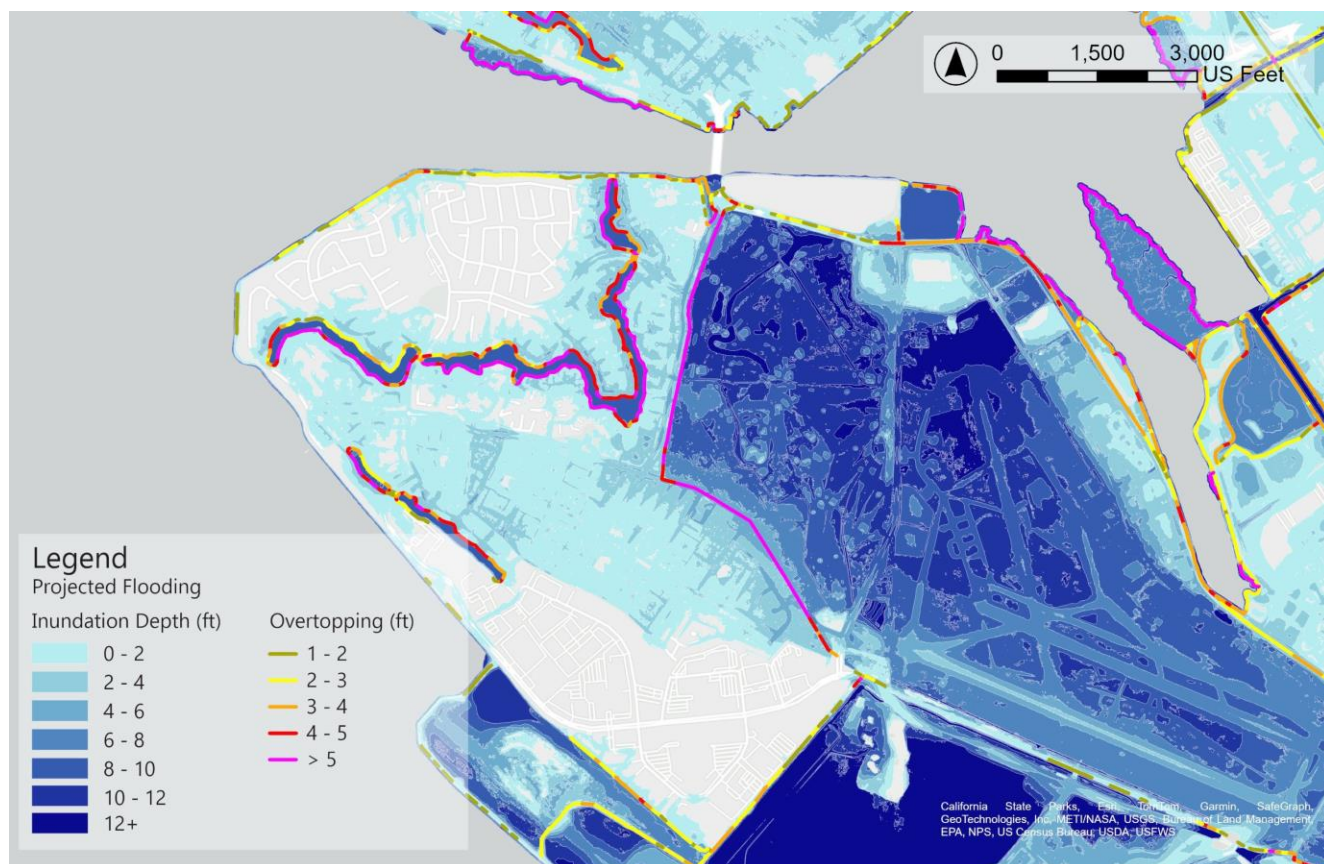 0 1,500 3,000
US Feet
Legend
Projected Flooding
Inundation Depth (ft) Overtopping (ft)
0 - 2 1 - 2
2 - 4 2 - 3
4 - 6 3 - 4
6 - 8 4 - 5
8 - 10 > 5
10 - 12
12+
California State Parks, Esri, TomTom, Garmin, SafeGraph,
GeoTechnologies, Inc, METI/NASA, USGS, Bureau of Land Management,
EPA, NPS, US Census Bureau, USDA, USFWS